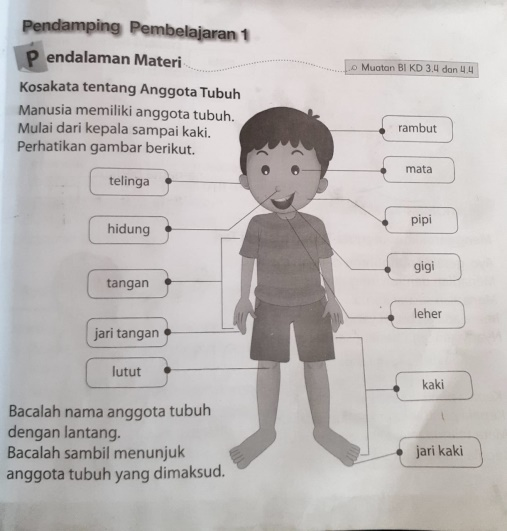 Pendamping Pembelajaran 1
Pendalaman Materi
Muatan BI KD 3.4 dan 4.4
Kosakata tentang Anggota Tubuh
Manusia memiliki anggota tubuh.
Mulai dari kepala sampai kaki.
Perhatikan gambar berikut.
rambut
mata
telinga
pipi
hidung
gigi
tangan
leher
jari tangan
lutut
kaki
Bacalah nama anggota tubuh
dengan lantang.
Bacalah sambil menunjuk
anggota tubuh yang dimaksud.
jari kaki